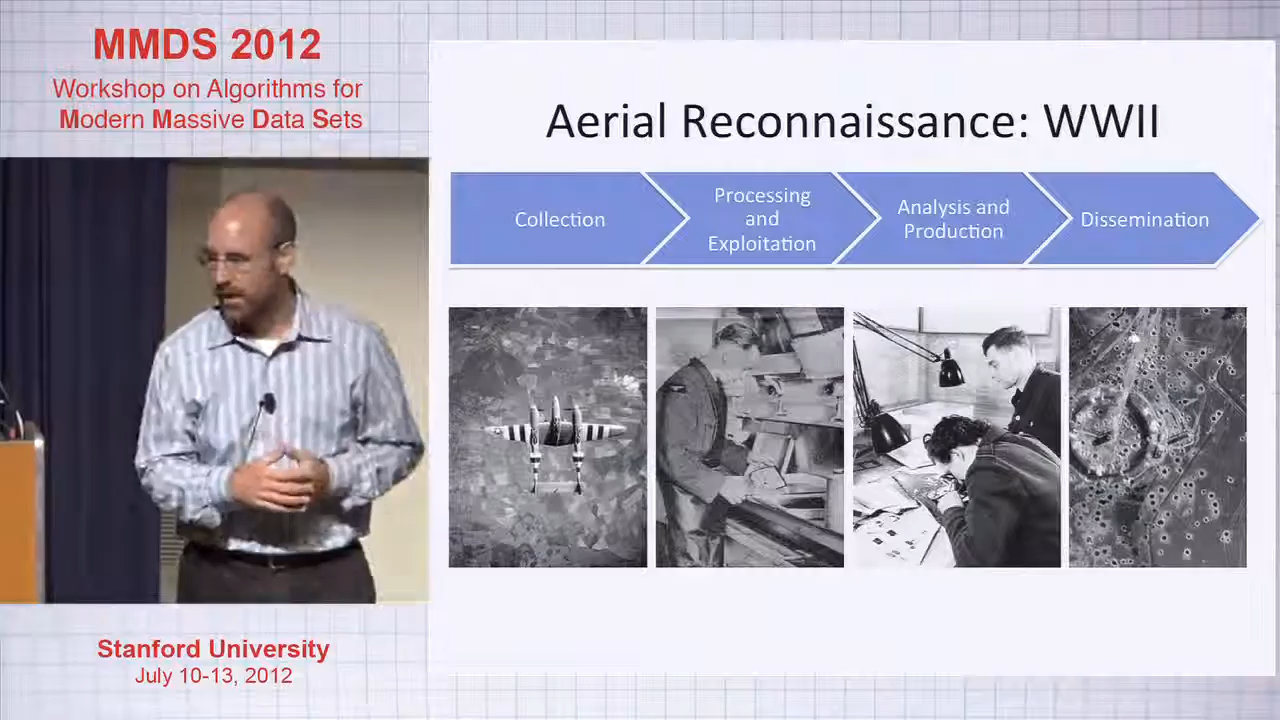 MMDS 2012
Workshop on Algorithms for
Modern Massive Data Sets
Aerial Reconnaissance: WWII
Collection
Processing
and
Exploitation
Analysis and
Production
Dissemination
Stanford University
July 10-13, 2012